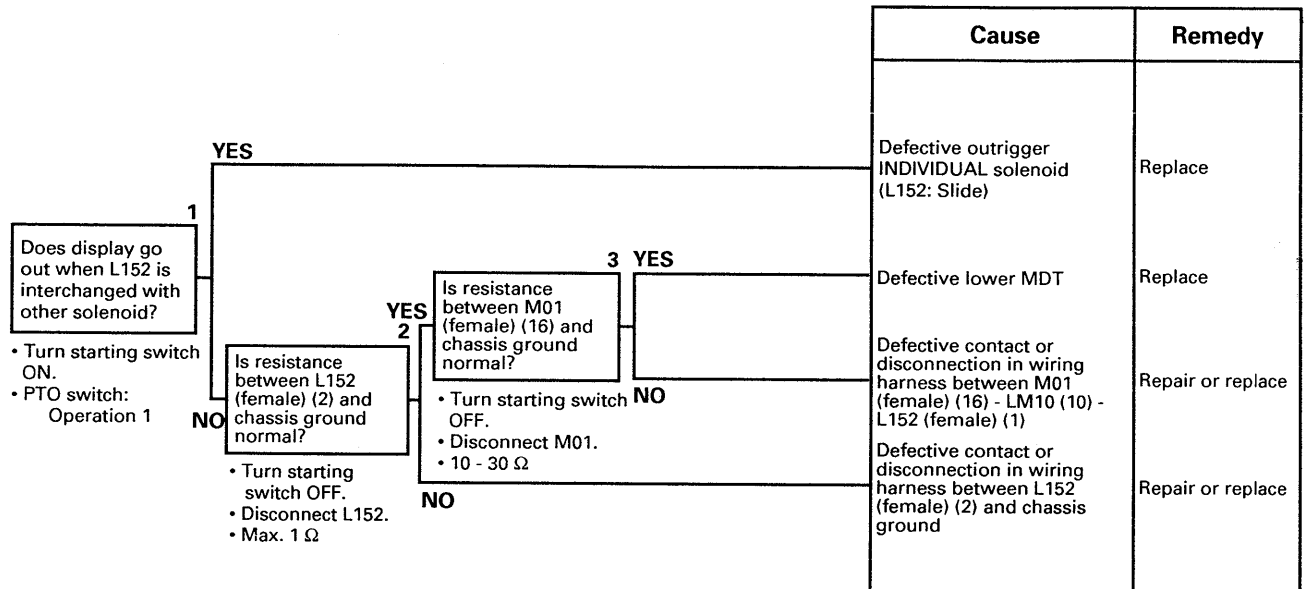 Cause
Remedy
YES
Defective outrigger
INDIVIDUAL solenoid
(L152: Slide)
Replace
1
Does display go
out when L152 is
interchanged with
other solenoid?
• Turn starting switch
ON.
• PTO switch:
Operation 1
NO
YES
2
Is resistance
between L152
(female) (2) and
chassis ground
normal?
• Turn starting
switch OFF.
• Disconnect L152.
• Max. 1 Ω
3 YES
Is resistance
between M01
(female) (16) and
chassis ground
normal?
• Turn starting switch
OFF.
• Disconnect M01.
• 10 - 30 Ω
NO
NO
Defective lower MDT
Replace
Defective contact or
disconnection in wiring
harness between M01
(female) (16) - LM10 (10) -
L152 (female) (1)
Repair or replace
Defective contact or
disconnection in wiring
harness between L152
(female) (2) and chassis
ground
Repair or replace